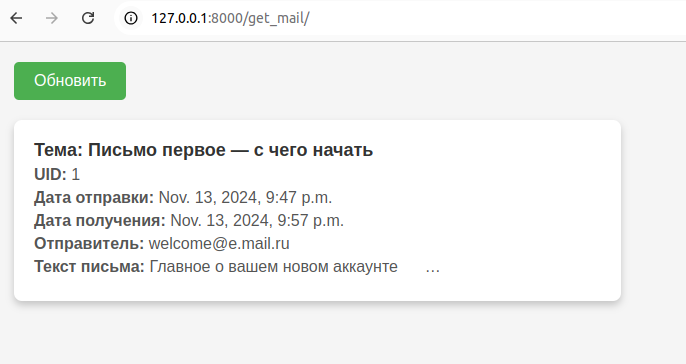 127.0.0.1:8000/get_mail/
Обновить
Тема: Письмо первое — с чего начать
UID: 1
Дата отправки: Nov. 13, 2024, 9:47 p.m.
Дата получения: Nov. 13, 2024, 9:57 p.m.
Отправитель: welcome@e.mail.ru
Текст письма: Главное о вашем новом аккаунте …